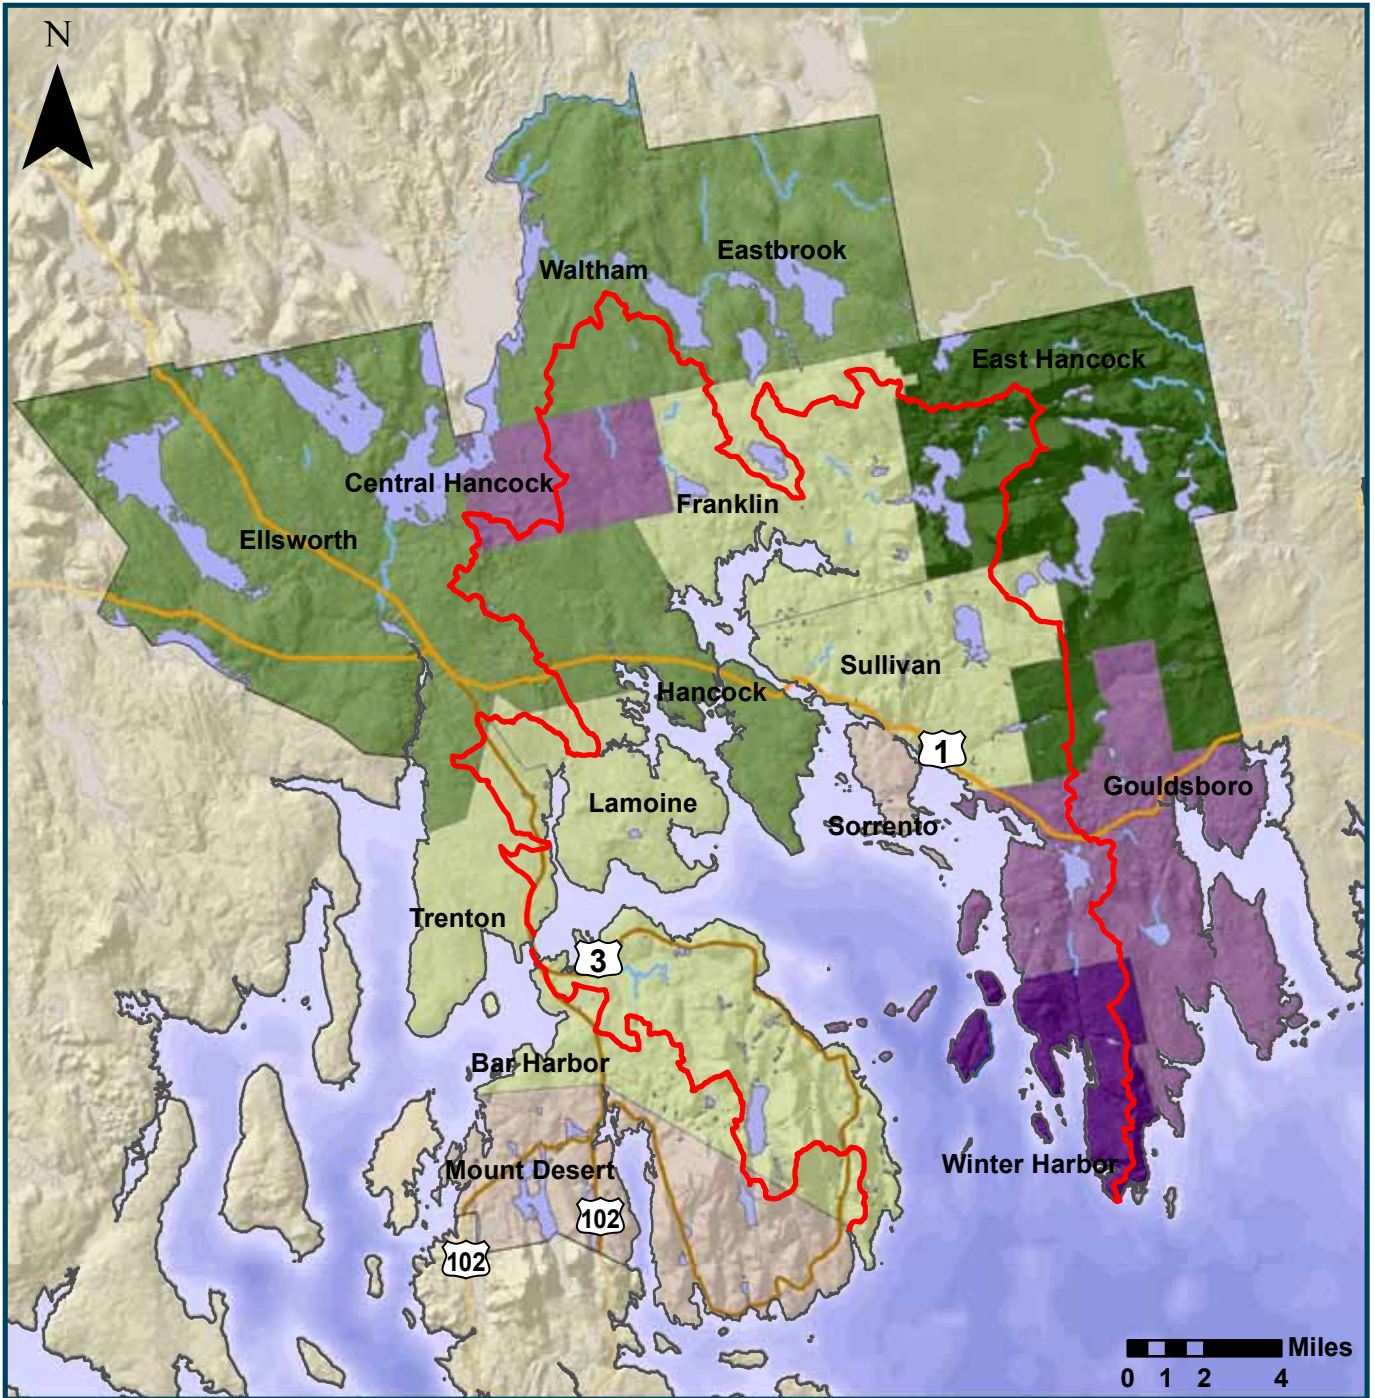 N
Eastbrook
Waltham
East Hancock
Central Hancock
Franklin
Ellsworth
Sullivan
Hancock
1
Gouldsboro
Lamoine
Sorrento
Trenton
3
Bar Harbor
Mount Desert
Winter Harbor
102
102
Miles
0 1 2 4